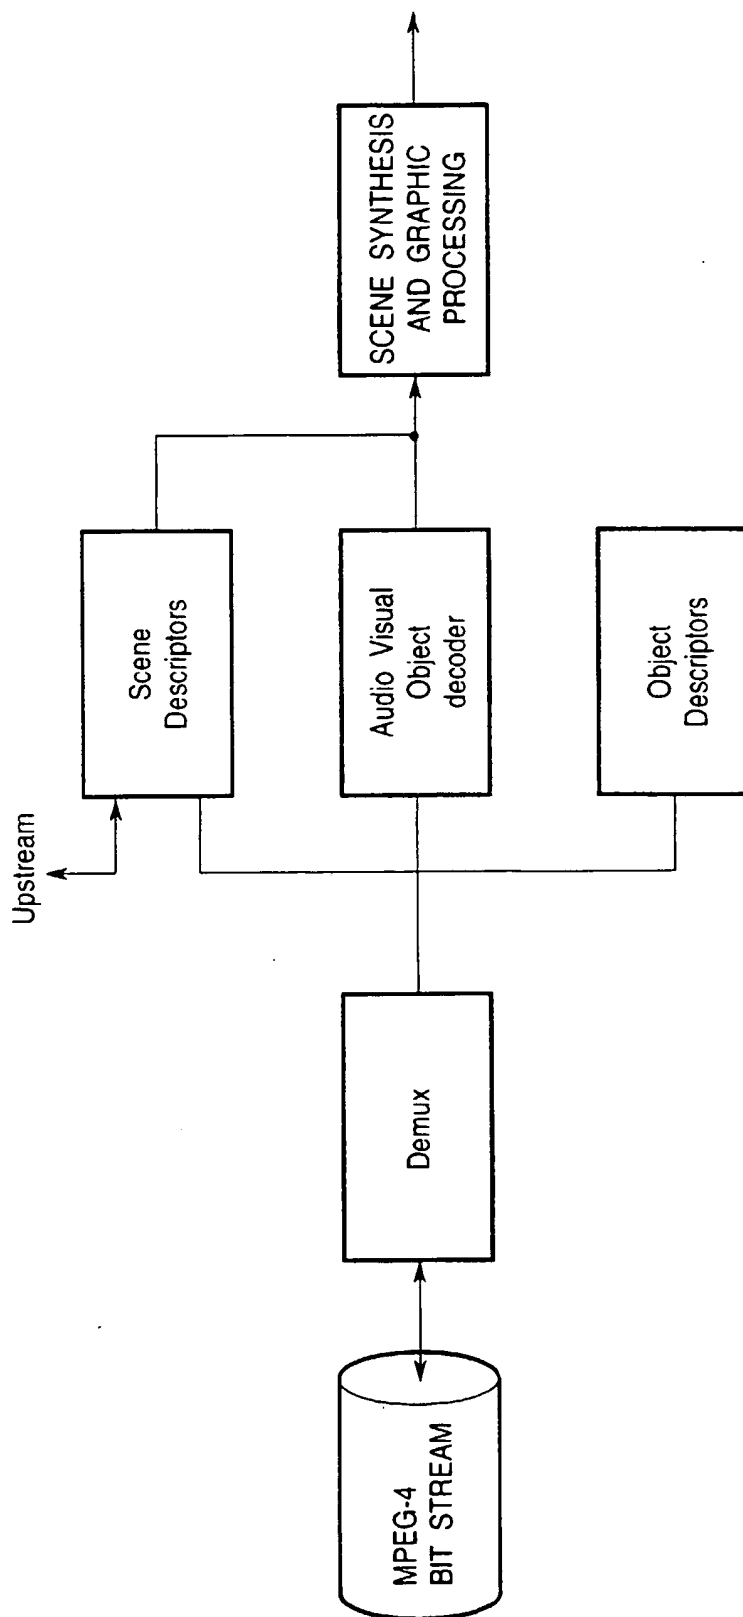 MPEG-4
BIT STREAM
Demux
Upstream
Scene
Descriptors
Audio Visual
Object
decoder
Object
Descriptors
SCENE SYNTHESIS
AND GRAPHIC
PROCESSING